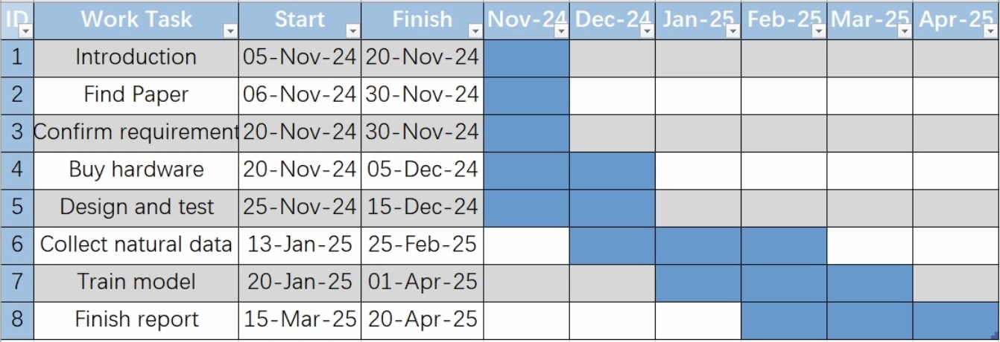 ID Work Task Start Finish Nov-24 Dec-24 Jan-25 Feb-25 Mar-25 Apr-25
1 Introduction 05-Nov-24 20-Nov-24
2 Find Paper 06-Nov-24 30-Nov-24
3 Confirm requirement 20-Nov-24 30-Nov-24
4 Buy hardware 20-Nov-24 05-Dec-24
5 Design and test 25-Nov-24 15-Dec-24
6 Collect natural data 13-Jan-25 25-Feb-25
7 Train model 20-Jan-25 01-Apr-25
8 Finish report 15-Mar-25 20-Apr-25